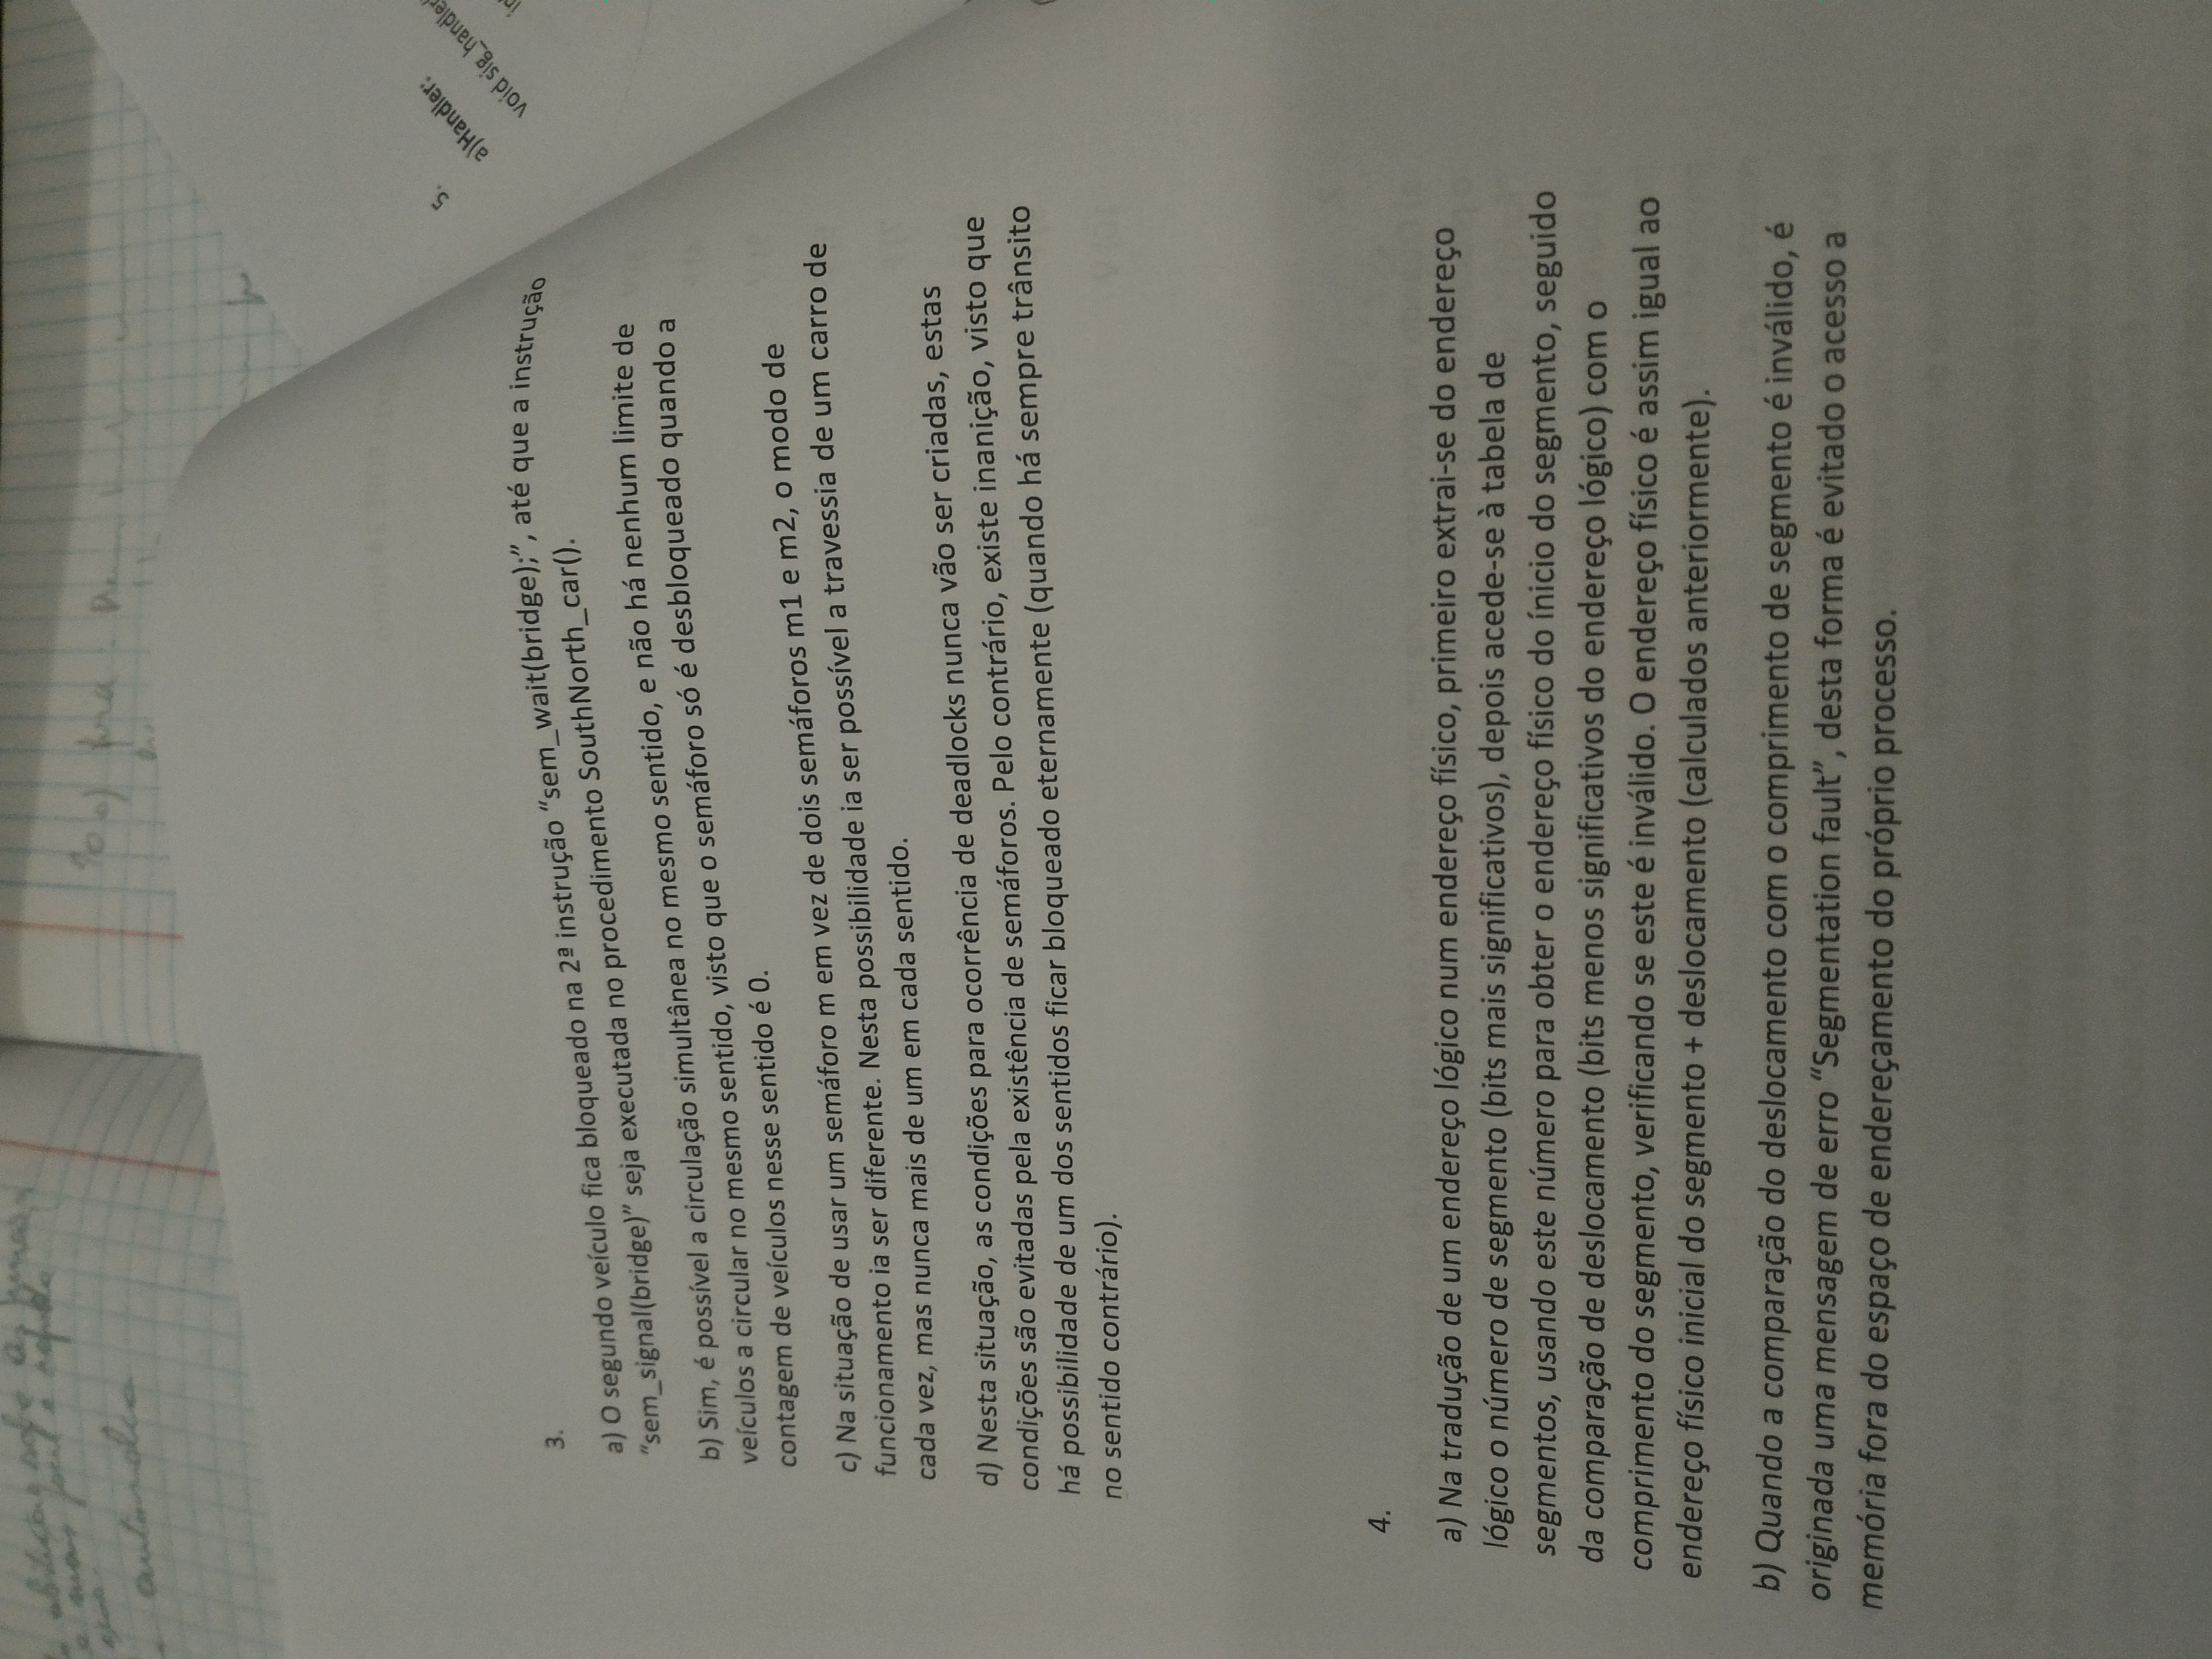 3.
a) O segundo veículo fica bloqueado na 2ª instrução “sem_wait(bridge);”, até que a instrução
“sem_signal(bridge)” seja executada no procedimento SouthNorth_car().
b) Sim, é possível a circulação simultânea no mesmo sentido, e não há nenhum limite de
veículos a circular no mesmo sentido, visto que o semáforo só é desbloqueado quando a
contagem de veículos nesse sentido é 0.
c) Na situação de usar um semáforo m em vez de dois semáforos m1 e m2, o modo de
funcionamento ia ser diferente. Nesta possibilidade ia ser possível a travessia de um carro de
cada vez, mas nunca mais de um em cada sentido.
d) Nesta situação, as condições para ocorrência de deadlocks nunca vão ser criadas, estas
condições são evitadas pela existência de semáforos. Pelo contrário, existe inanição, visto que
há possibilidade de um dos sentidos ficar bloqueado eternamente (quando há sempre trânsito
no sentido contrário).
4.
a) Na tradução de um endereço lógico num endereço físico, primeiro extrai-se do endereço
lógico o número de segmento (bits mais significativos), depois acede-se à tabela de
segmentos, usando este número para obter o endereço físico do ínicio do segmento, seguido
da comparação de deslocamento (bits menos significativos do endereço lógico) com o
comprimento do segmento, verificando se este é inválido. O endereço físico é assim igual ao
endereço físico inicial do segmento + deslocamento (calculados anteriormente).
b) Quando a comparação do deslocamento com o comprimento de segmento é inválido, é
originada uma mensagem de erro “Segmentation fault”, desta forma é evitado o acesso a
memória fora do espaço de endereçamento do próprio processo.
5.
a)Handler:
void sig_handler(